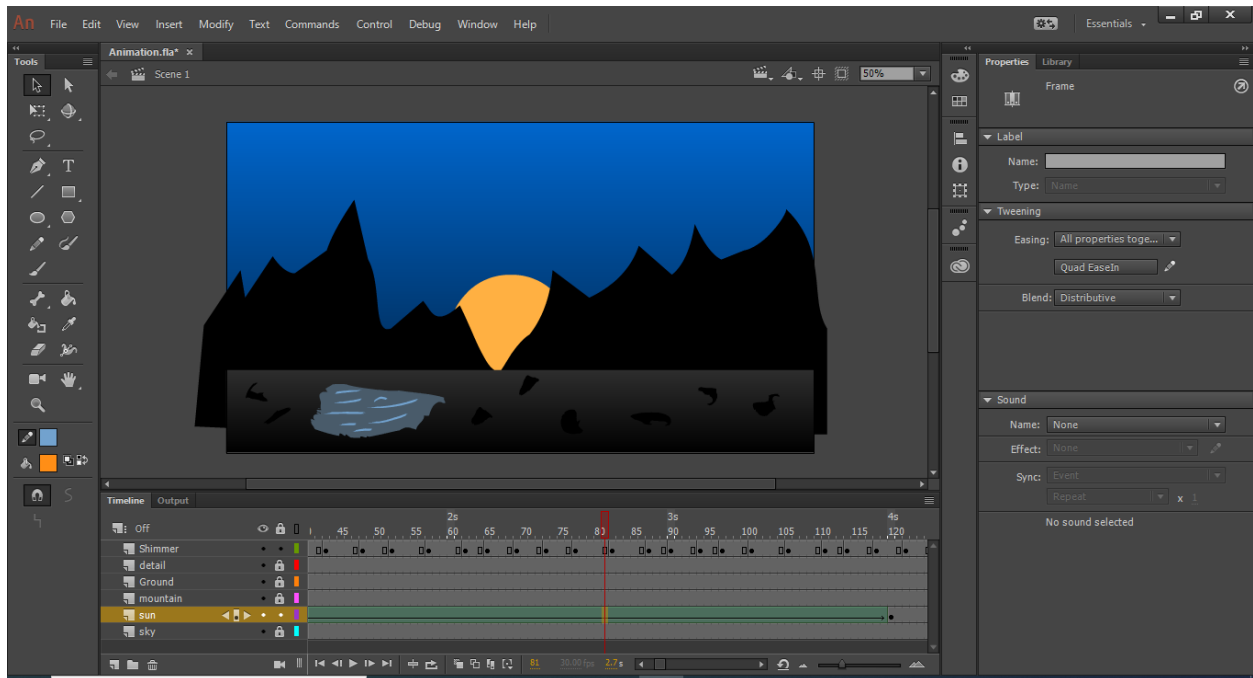 An File Edit View Insert Modify Text Commands Control Debug Window Help Essentials
Animation.fla* x
Tools
Scene 1 50%
Properties Library
Frame
Label
Name:
Type: Name
Tweening
Easing: All properties toge...
Quad EaseIn
Blend: Distributive
Sound
Name: None
Effect: None
Sync: Event
Repeat x 1
No sound selected
T
Timeline Output
2s 3s 4s
Off 45 50 55 60 65 70 75 80 85 90 95 100 105 110 115 120
Shimmer
detail
Ground
mountain
sun
sky
81 30.00 fps 2.7 s